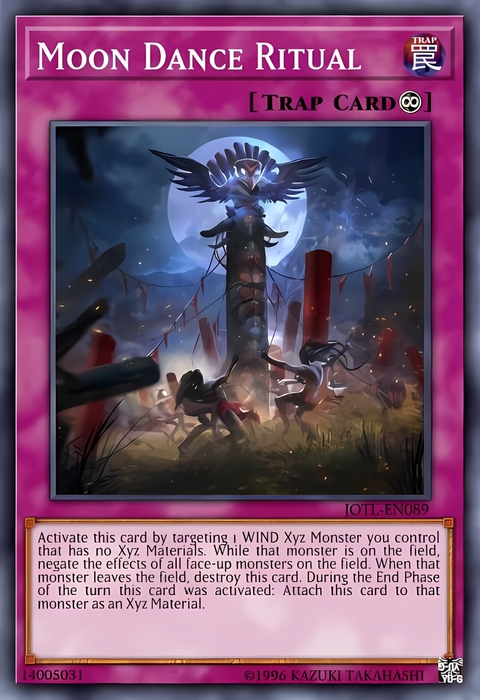 MOON DANCE RITUAL
TRAP
罠
[TRAP CARD]
JOTL-EN089
Activate this card by targeting 1 WIND Xyz Monster you control
that has no Xyz Materials. While that monster is on the field,
negate the effects of all face-up monsters on the field. When that
monster leaves the field, destroy this card. During the End Phase
of the turn this card was activated: Attach this card to that
monster as an Xyz Material.
14005031
©1996 KAZUKI TAKAHASHI